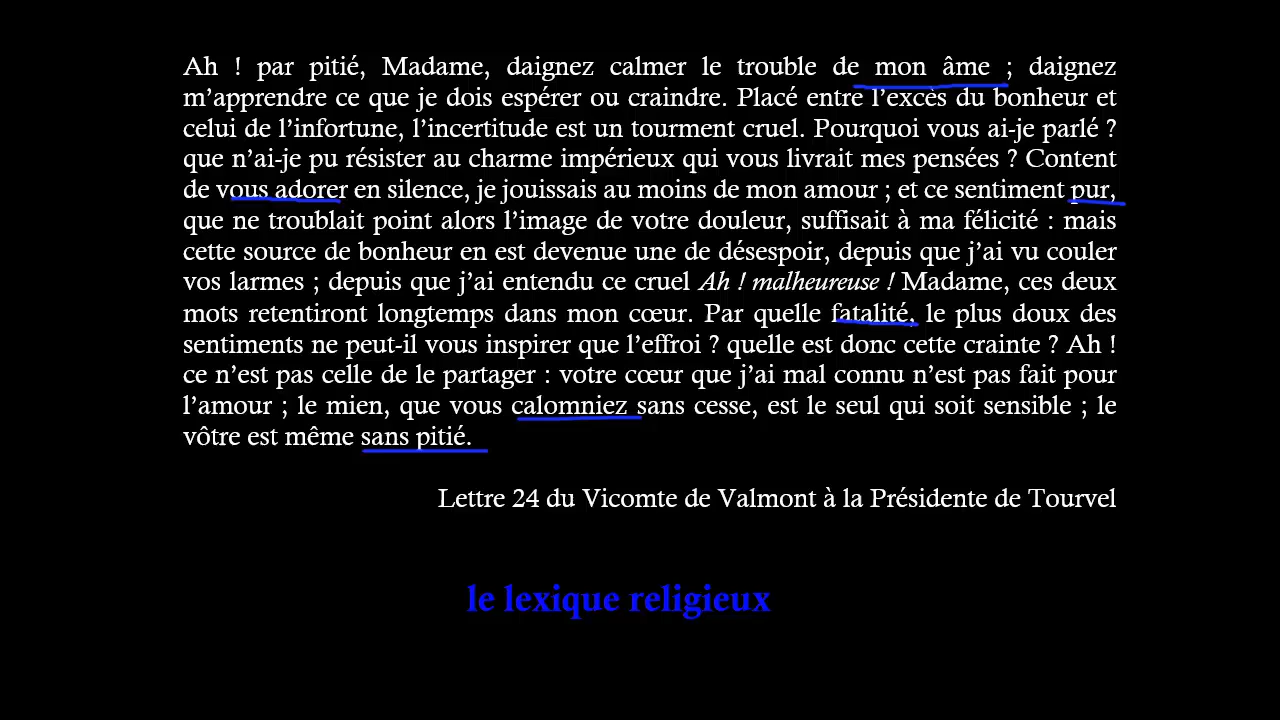 Ah ! par pitié, Madame, daignez calmer le trouble de mon âme ; daignez
m’apprendre ce que je dois espérer ou craindre. Placé entre l’excès du bonheur et
celui de l’infortune, l’incertitude est un tourment cruel. Pourquoi vous ai-je parlé ?
que n’ai-je pu résister au charme impérieux qui vous livrait mes pensées ? Content
de vous adorer en silence, je jouissais au moins de mon amour ; et ce sentiment pur,
que ne troublait point alors l’image de votre douleur, suffisait à ma félicité : mais
cette source de bonheur en est devenue une de désespoir, depuis que j’ai vu couler
vos larmes ; depuis que j’ai entendu ce cruel Ah ! malheureuse ! Madame, ces deux
mots retentiront longtemps dans mon cœur. Par quelle fatalité, le plus doux des
sentiments ne peut-il vous inspirer que l’effroi ? quelle est donc cette crainte ? Ah !
ce n’est pas celle de le partager : votre cœur que j’ai mal connu n’est pas fait pour
l’amour ; le mien, que vous calomniez sans cesse, est le seul qui soit sensible ; le
vôtre est même sans pitié.
Lettre 24 du Vicomte de Valmont à la Présidente de Tourvel
le lexique religieux